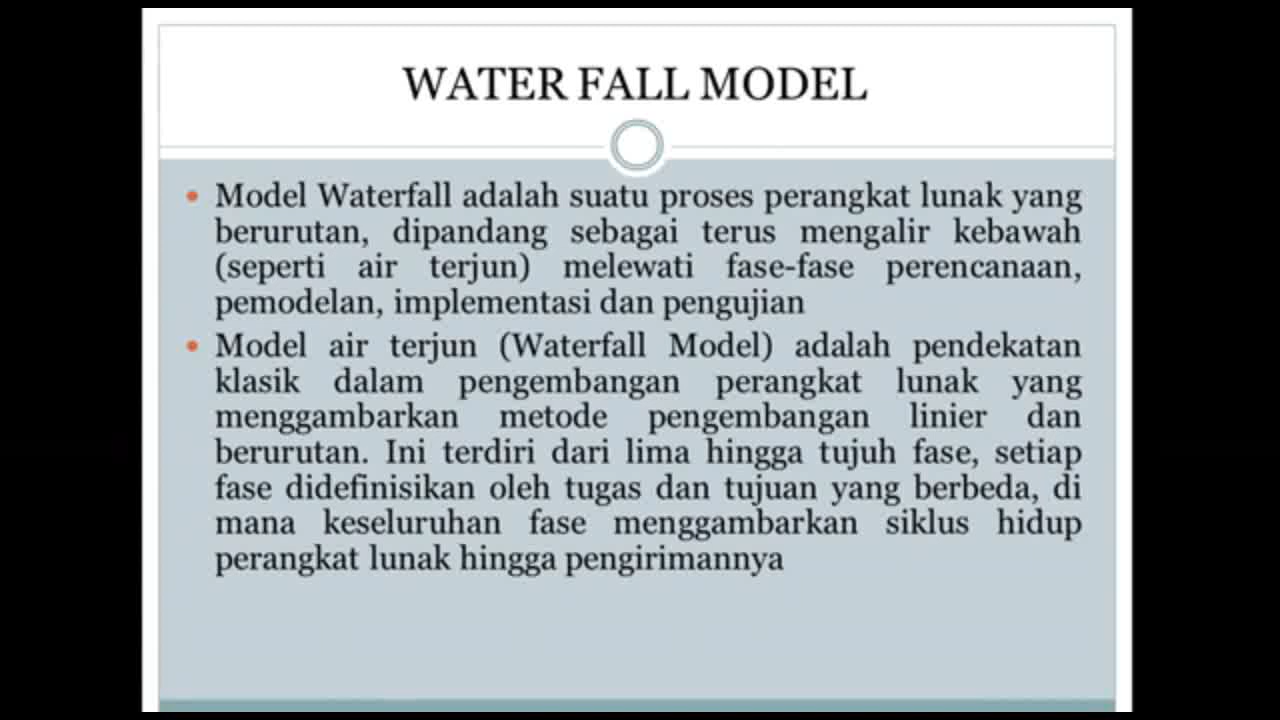 WATER FALL MODEL
• Model Waterfall adalah suatu proses perangkat lunak yang
berurutan, dipandang sebagai terus mengalir kebawah
(seperti air terjun) melewati fase-fase perencanaan,
pemodelan, implementasi dan pengujian
• Model air terjun (Waterfall Model) adalah pendekatan
klasik dalam pengembangan perangkat lunak yang
menggambarkan metode pengembangan linier dan
berurutan. Ini terdiri dari lima hingga tujuh fase, setiap
fase didefinisikan oleh tugas dan tujuan yang berbeda, di
mana keseluruhan fase menggambarkan siklus hidup
perangkat lunak hingga pengirimannya